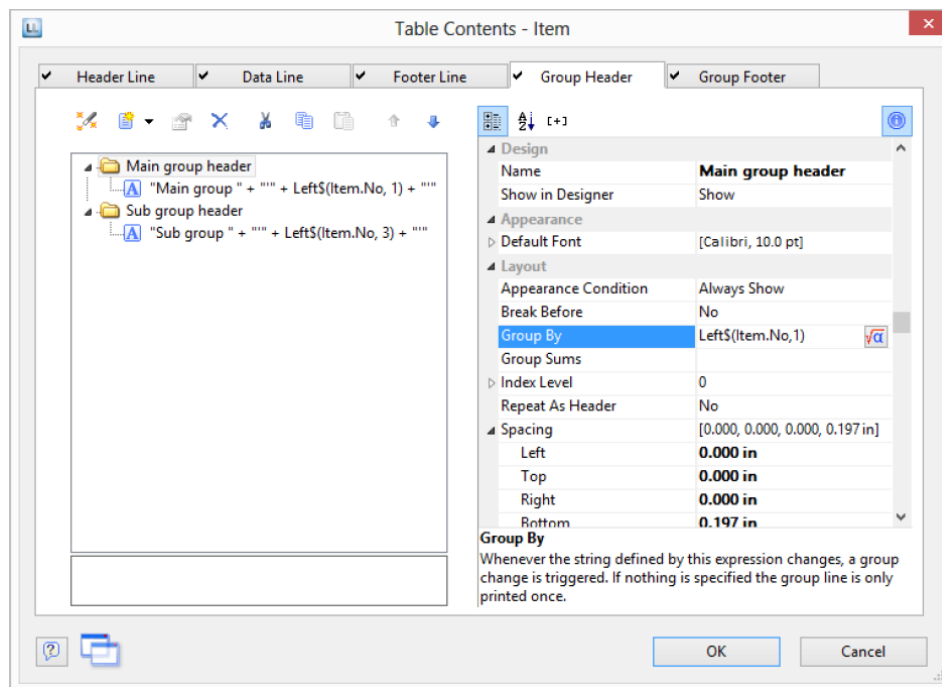 Table Contents - Item
Header Line
Data Line
Footer Line
Group Header
Group Footer
Main group header
"Main group " + "'" + Left$(Item.No, 1) + "'"
Sub group header
"Sub group " + "'" + Left$(Item.No, 3) + "'"
Design
Name Main group header
Show in Designer Show
Appearance
Default Font [Calibri, 10.0 pt]
Layout
Appearance Condition Always Show
Break Before No
Group By Left$(Item.No,1)
Group Sums
Index Level 0
Repeat As Header No
Spacing [0.000, 0.000, 0.000, 0.197 in]
Left 0.000 in
Top 0.000 in
Right 0.000 in
Bottom 0.197 in
Group By
Whenever the string defined by this expression changes, a group
change is triggered. If nothing is specified the group line is only
printed once.
OK
Cancel